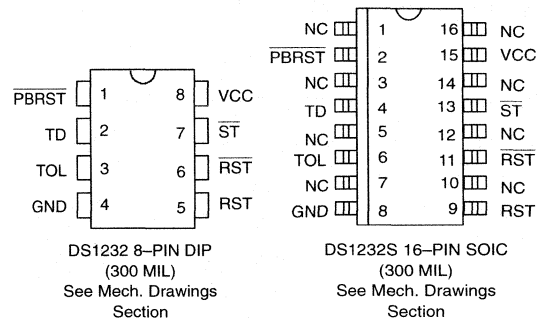 PBRST 1 8 VCC
TD 2 7 ST
TOL 3 6 RST
GND 4 5 RST
DS1232 8–PIN DIP
(300 MIL)
See Mech. Drawings
Section
NC 1 16 NC
PBRST 2 15 VCC
NC 3 14 NC
TD 4 13 ST
NC 5 12 NC
TOL 6 11 RST
NC 7 10 NC
GND 8 9 RST
DS1232S 16–PIN SOIC
(300 MIL)
See Mech. Drawings
Section